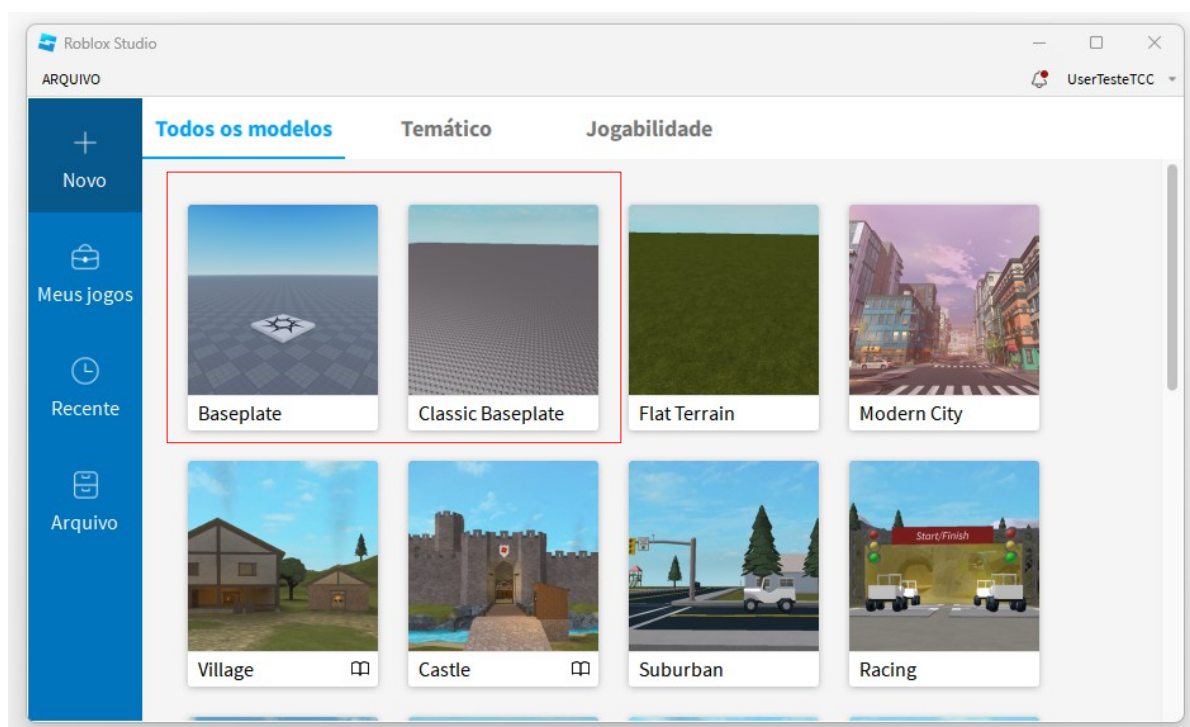 Roblox Studio
ARQUIVO
UserTesteTCC
Novo
Meus jogos
Recente
Arquivo
Todos os modelos Temático Jogabilidade
Baseplate Classic Baseplate Flat Terrain Modern City
Start/Finish
Village Castle Suburban Racing